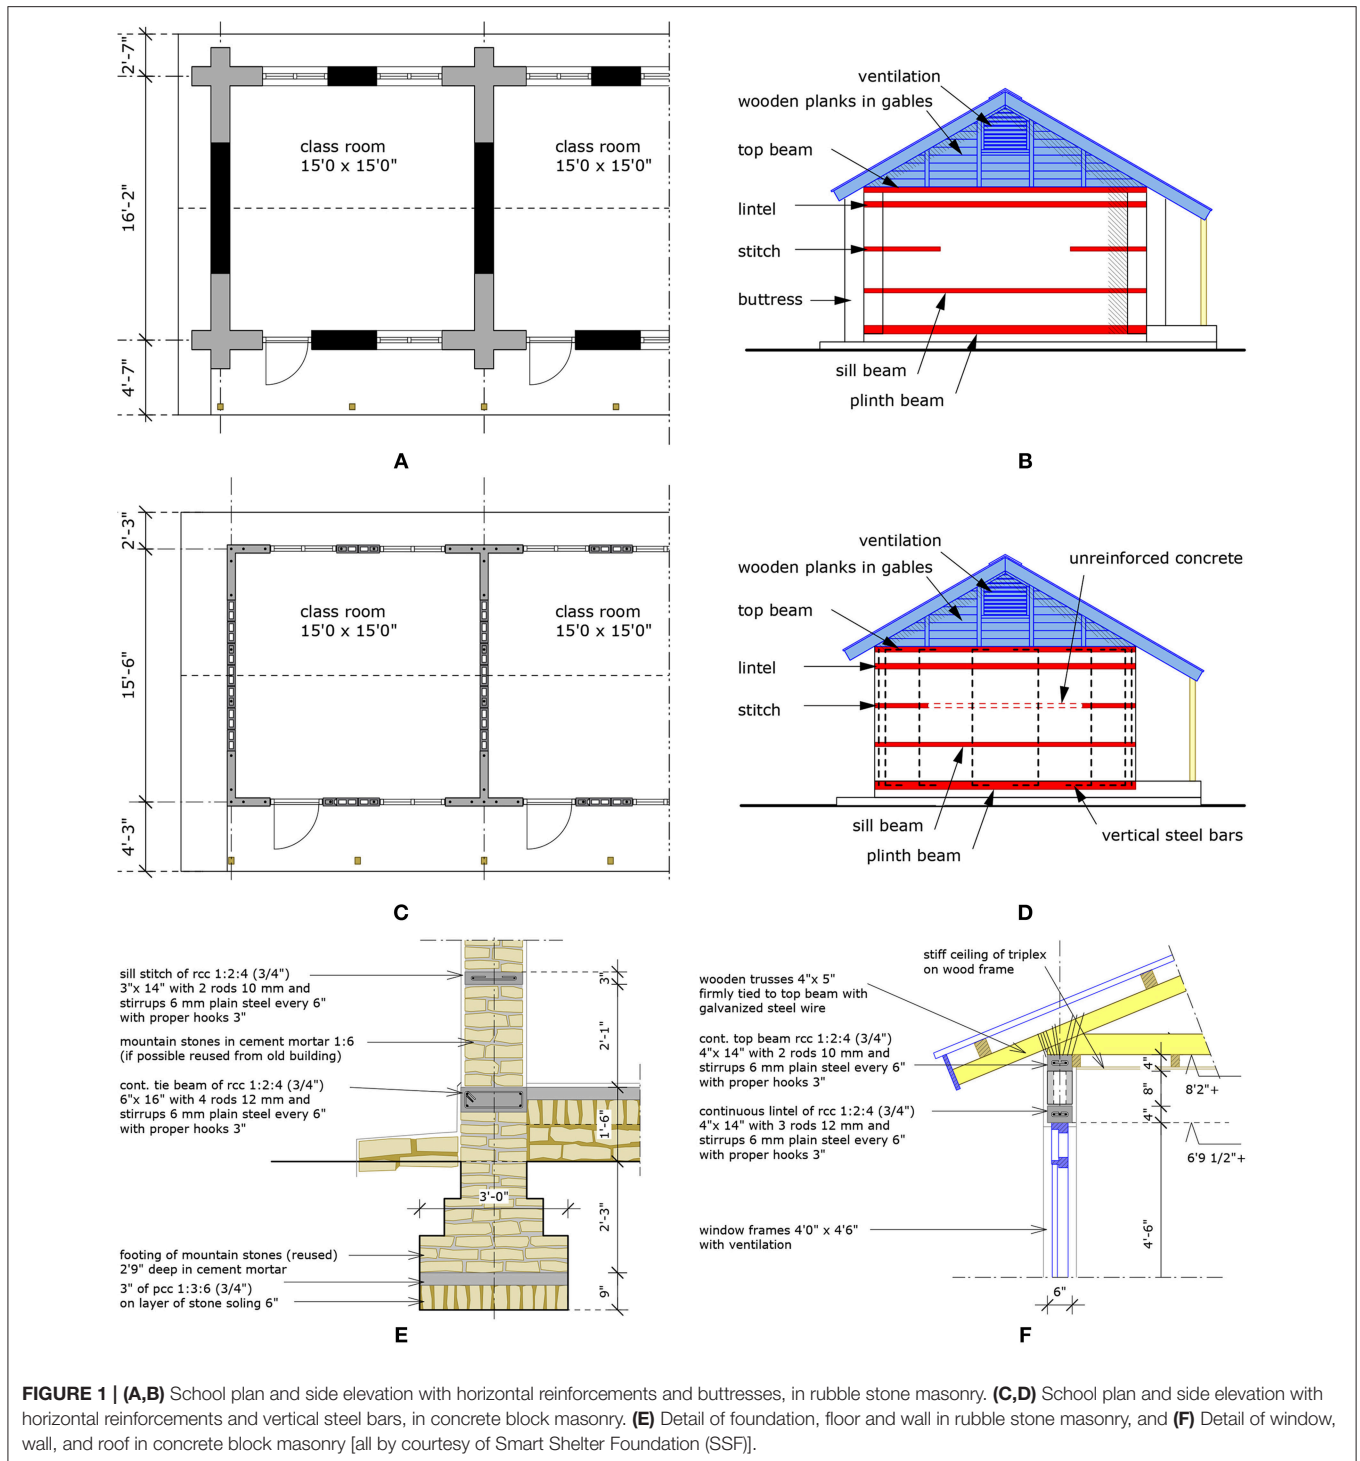 2'-7"
16'-2"
4'-7"
class room
15'0 x 15'0"
class room
15'0 x 15'0"
A
ventilation
wooden planks in gables
top beam
lintel
stitch
buttress
sill beam
plinth beam
B
2'-3"
15'-6"
4'-3"
class room
15'0 x 15'0"
class room
15'0 x 15'0"
C
ventilation
unreinforced concrete
wooden planks in gables
top beam
lintel
stitch
sill beam
vertical steel bars
plinth beam
D
sill stitch of rcc 1:2:4 (3/4")
3"x 14" with 2 rods 10 mm and
stirrups 6 mm plain steel every 6"
with proper hooks 3"
mountain stones in cement mortar 1:6
(if possible reused from old building)
cont. tie beam of rcc 1:2:4 (3/4")
6"x 16" with 4 rods 12 mm and
stirrups 6 mm plain steel every 6"
with proper hooks 3"
footing of mountain stones (reused)
2'9" deep in cement mortar
3" of pcc 1:3:6 (3/4")
on layer of stone soling 6"
3"
2'-1"
1'-6"
3'-0"
2'-3"
9"
E
stiff ceiling of triplex
on wood frame
wooden trusses 4"x 5"
firmly tied to top beam with
galvanized steel wire
cont. top beam rcc 1:2:4 (3/4")
4"x 14" with 2 rods 10 mm and
stirrups 6 mm plain steel every 6"
with proper hooks 3"
continuous lintel of rcc 1:2:4 (3/4")
4"x 14" with 3 rods 12 mm and
stirrups 6 mm plain steel every 6"
with proper hooks 3"
window frames 4'0" x 4'6"
with ventilation
4"
8"
4"
8'2"+
6'9 1/2"+
4'-6"
6"
F
FIGURE 1 | (A,B) School plan and side elevation with horizontal reinforcements and buttresses, in rubble stone masonry. (C,D) School plan and side elevation with
horizontal reinforcements and vertical steel bars, in concrete block masonry. (E) Detail of foundation, floor and wall in rubble stone masonry, and (F) Detail of window,
wall, and roof in concrete block masonry [all by courtesy of Smart Shelter Foundation (SSF)].